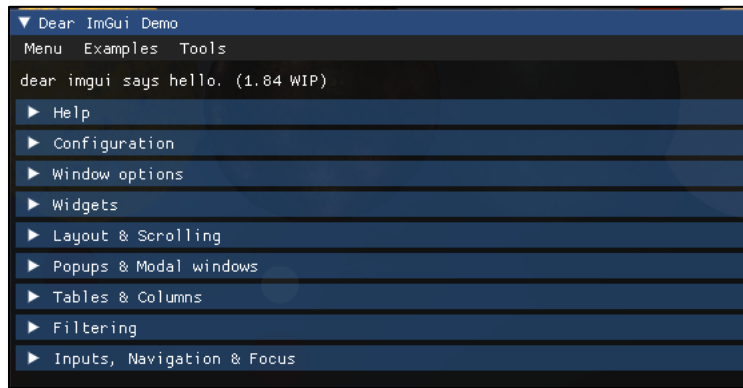 Dear ImGui Demo
Menu Examples Tools
dear imgui says hello. (1.84 WIP)
Help
Configuration
Window options
Widgets
Layout & Scrolling
Popups & Modal windows
Tables & Columns
Filtering
Inputs, Navigation & Focus